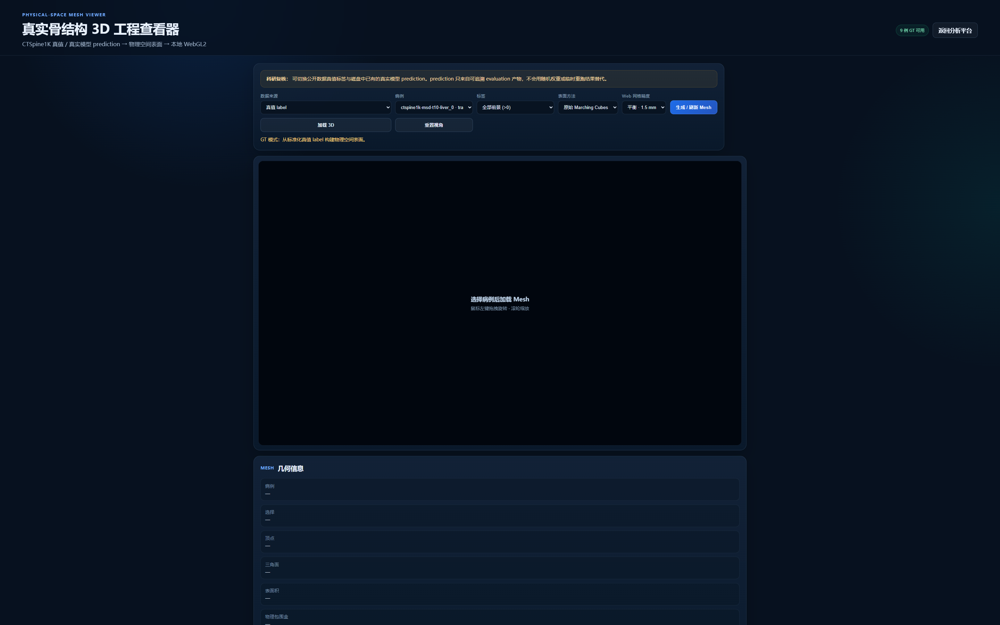 PHYSICAL-SPACE MESH VIEWER
真实骨结构 3D 工程查看器
CTSpine1K 真值 / 真实模型 prediction → 物理空间表面 → 本地 WebGL2
9 例 GT 可用
返回分析平台
科研复核： 可切换公开数据真值标签与磁盘中已有的真实模型 prediction。prediction 只来自可追溯 evaluation 产物，不会用随机权重或临时重跑结果替代。
数据来源 病例 标签 表面方法 Web 网格精度
真值 label ctspine1k-msd-t10-liver_0 · tra 全部前景 (>0) 原始 Marching Cubes 平衡 · 1.5 mm 生成 / 刷新 Mesh
加载 3D 重置视角
GT 模式：从标准化真值 label 构建物理空间表面。
选择病例后加载 Mesh
鼠标左键拖拽旋转 · 滚轮缩放
MESH 几何信息
病例
—
选择
—
顶点
—
三角面
—
表面积
—
物理包围盒
—